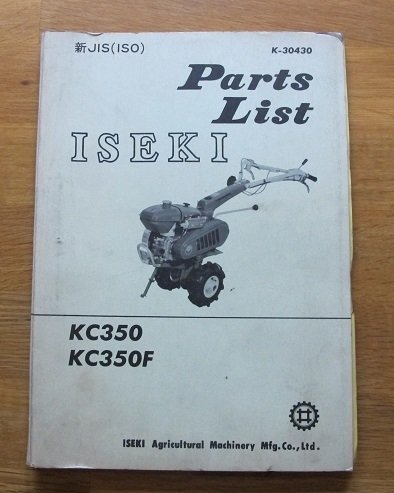 新JIS(ISO)
K-30430
Parts
List
ISEKI
KC350
KC350F
ISEKI Agricultural Machinery Mfg.Co.,Ltd.